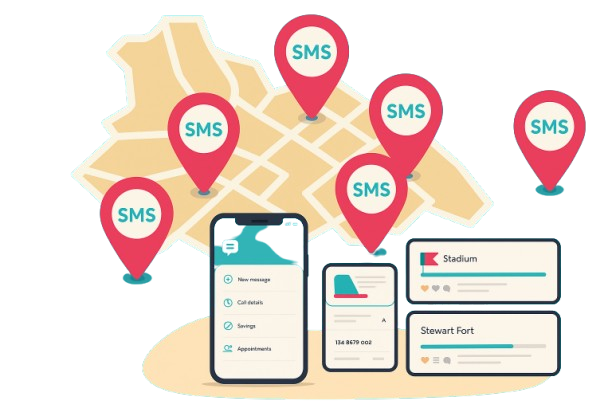 SMS
SMS
SMS
SMS
SMS
SMS
New message
Call details
Savings
Appointments
A
134 8679 002
Stadium
Stewart Fort